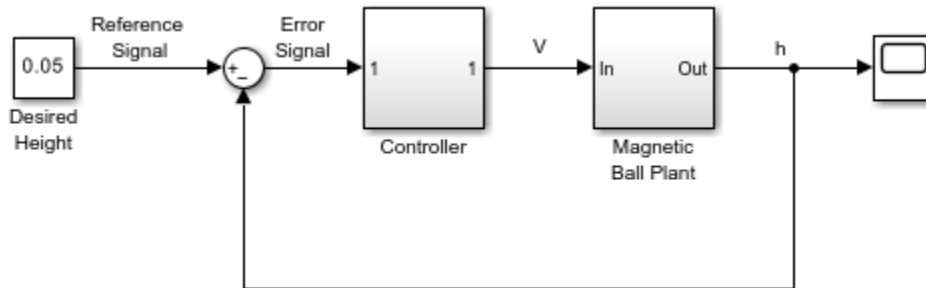 Reference
Signal
Error
Signal
0.05
+
−
1
1
V
In
Out
h
Desired
Height
Controller
Magnetic
Ball Plant